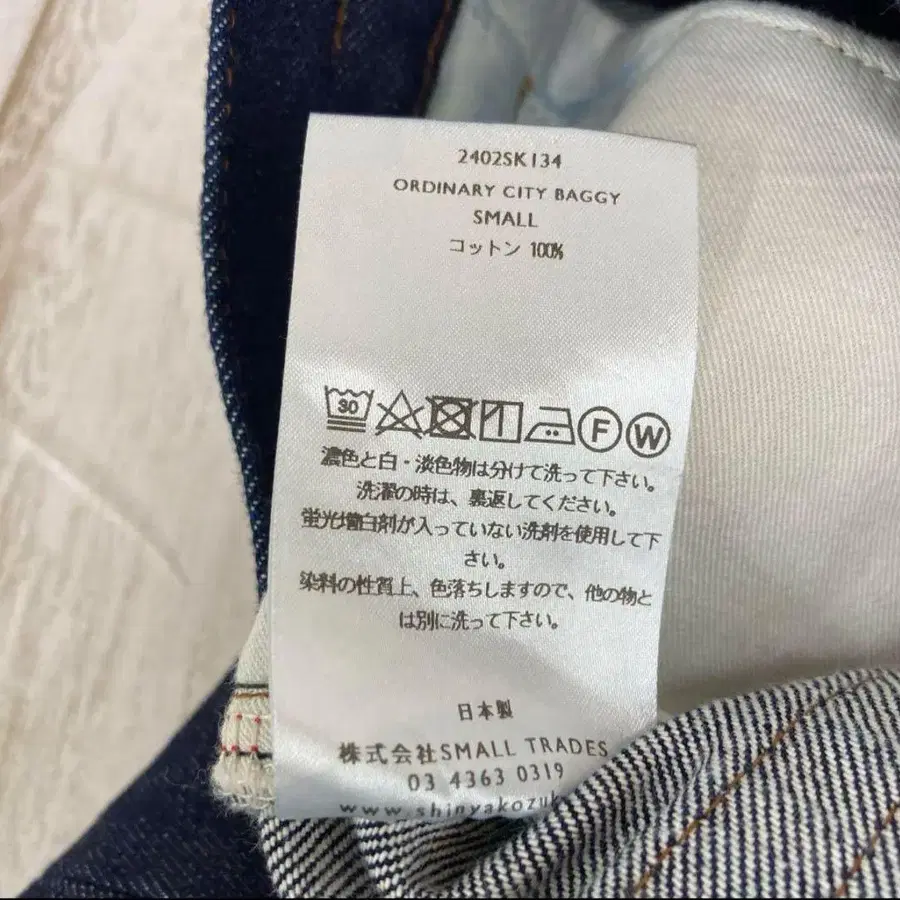 2402SK134
ORDINARY CITY BAGGY
SMALL
コットン 100%
30 F W
濃色と白・淡色物は分けて洗って下さい。
洗濯の時は、裏返してください。
蛍光増白剤が入っていない洗剤を使用して下
さい。
染料の性質上、色落ちしますので、他の物と
は別に洗って下さい。
日本製
株式会社SMALL TRADES
03 4363 0319
www.shinyakozuk